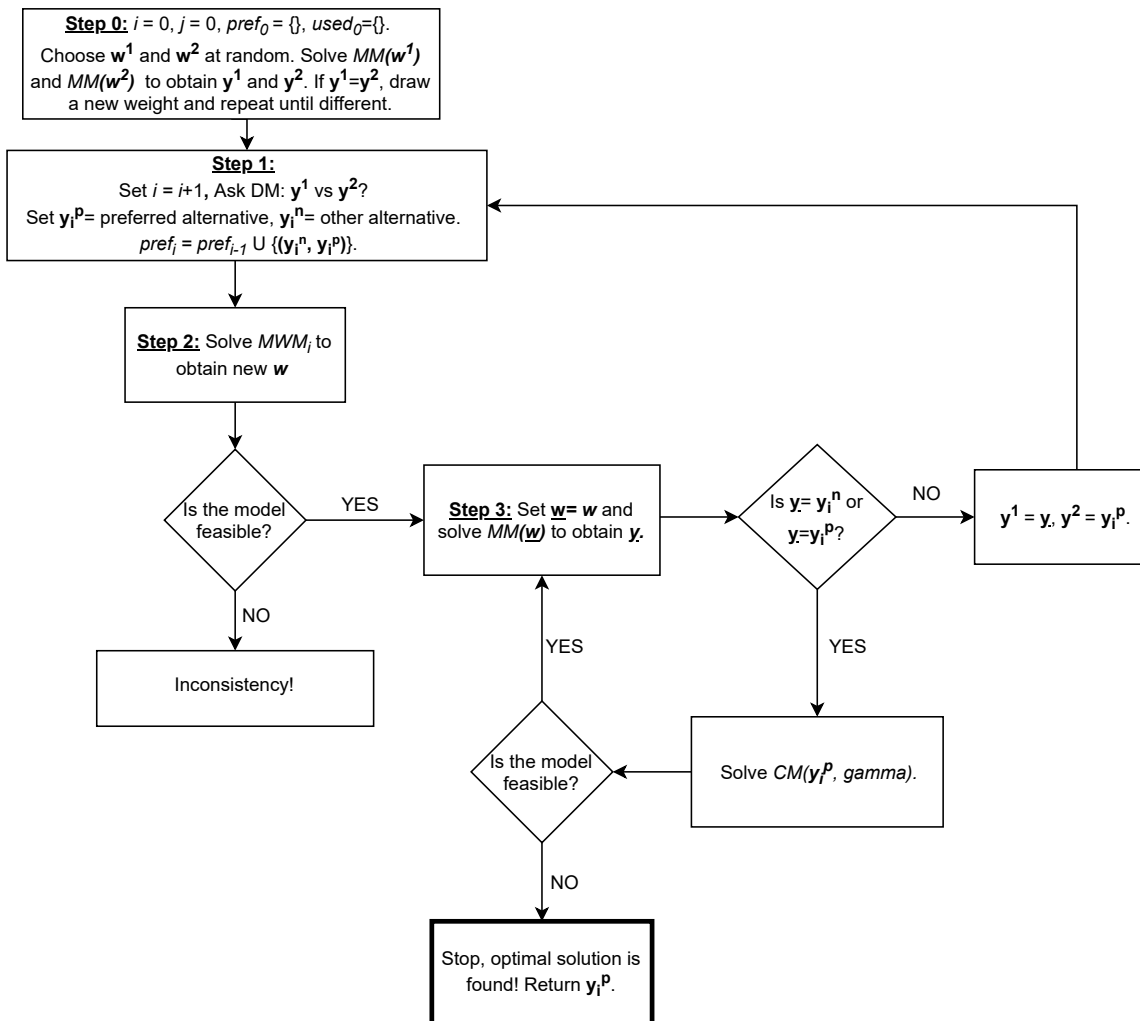 Step 0: i = 0, j = 0, pref₀ = {}, used₀={}.
Choose w¹ and w² at random. Solve MM(w¹)
and MM(w²) to obtain y¹ and y². If y¹=y², draw
a new weight and repeat until different.
Step 1:
Set i = i+1, Ask DM: y¹ vs y²?
Set yᵢᵖ= preferred alternative, yᵢⁿ= other alternative.
prefᵢ = prefᵢ₋₁ U {(yᵢⁿ, yᵢᵖ)}.
Step 2: Solve MWMᵢ to
obtain new w
Is the model
feasible?
YES
NO
Inconsistency!
Step 3: Set w= w and
solve MM(w) to obtain y.
Is y= yᵢⁿ or
y=yᵢᵖ?
NO
y¹ = y, y² = yᵢᵖ.
YES
Solve CM(yᵢᵖ, gamma).
Is the model
feasible?
YES
NO
Stop, optimal solution is
found! Return yᵢᵖ.